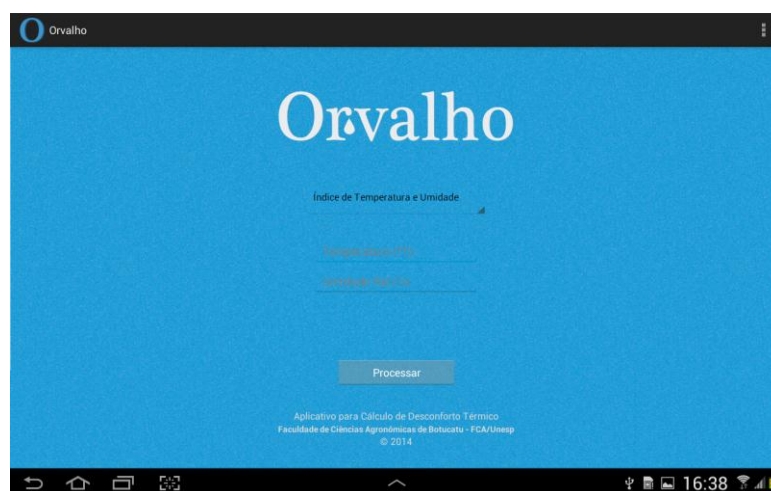 Orvalho
Orvalho
Índice de Temperatura e Umidade
Processar
Aplicativo para Cálculo de Desconforto Térmico
Faculdade de Ciências Agronômicas de Botucatu - FCA/Unesp
© 2014
16:38